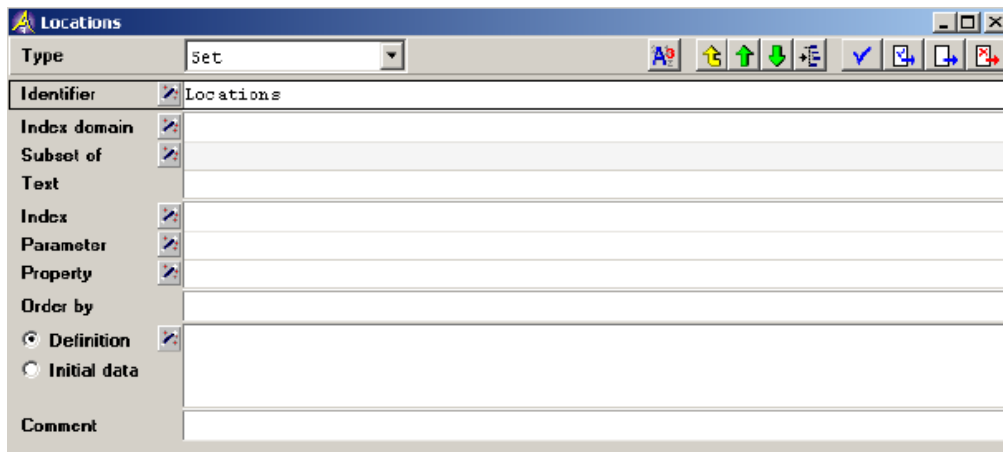 Locations
Type Set
Identifier Locations
Index domain
Subset of
Text
Index
Parameter
Property
Order by
Definition
Initial data
Comment